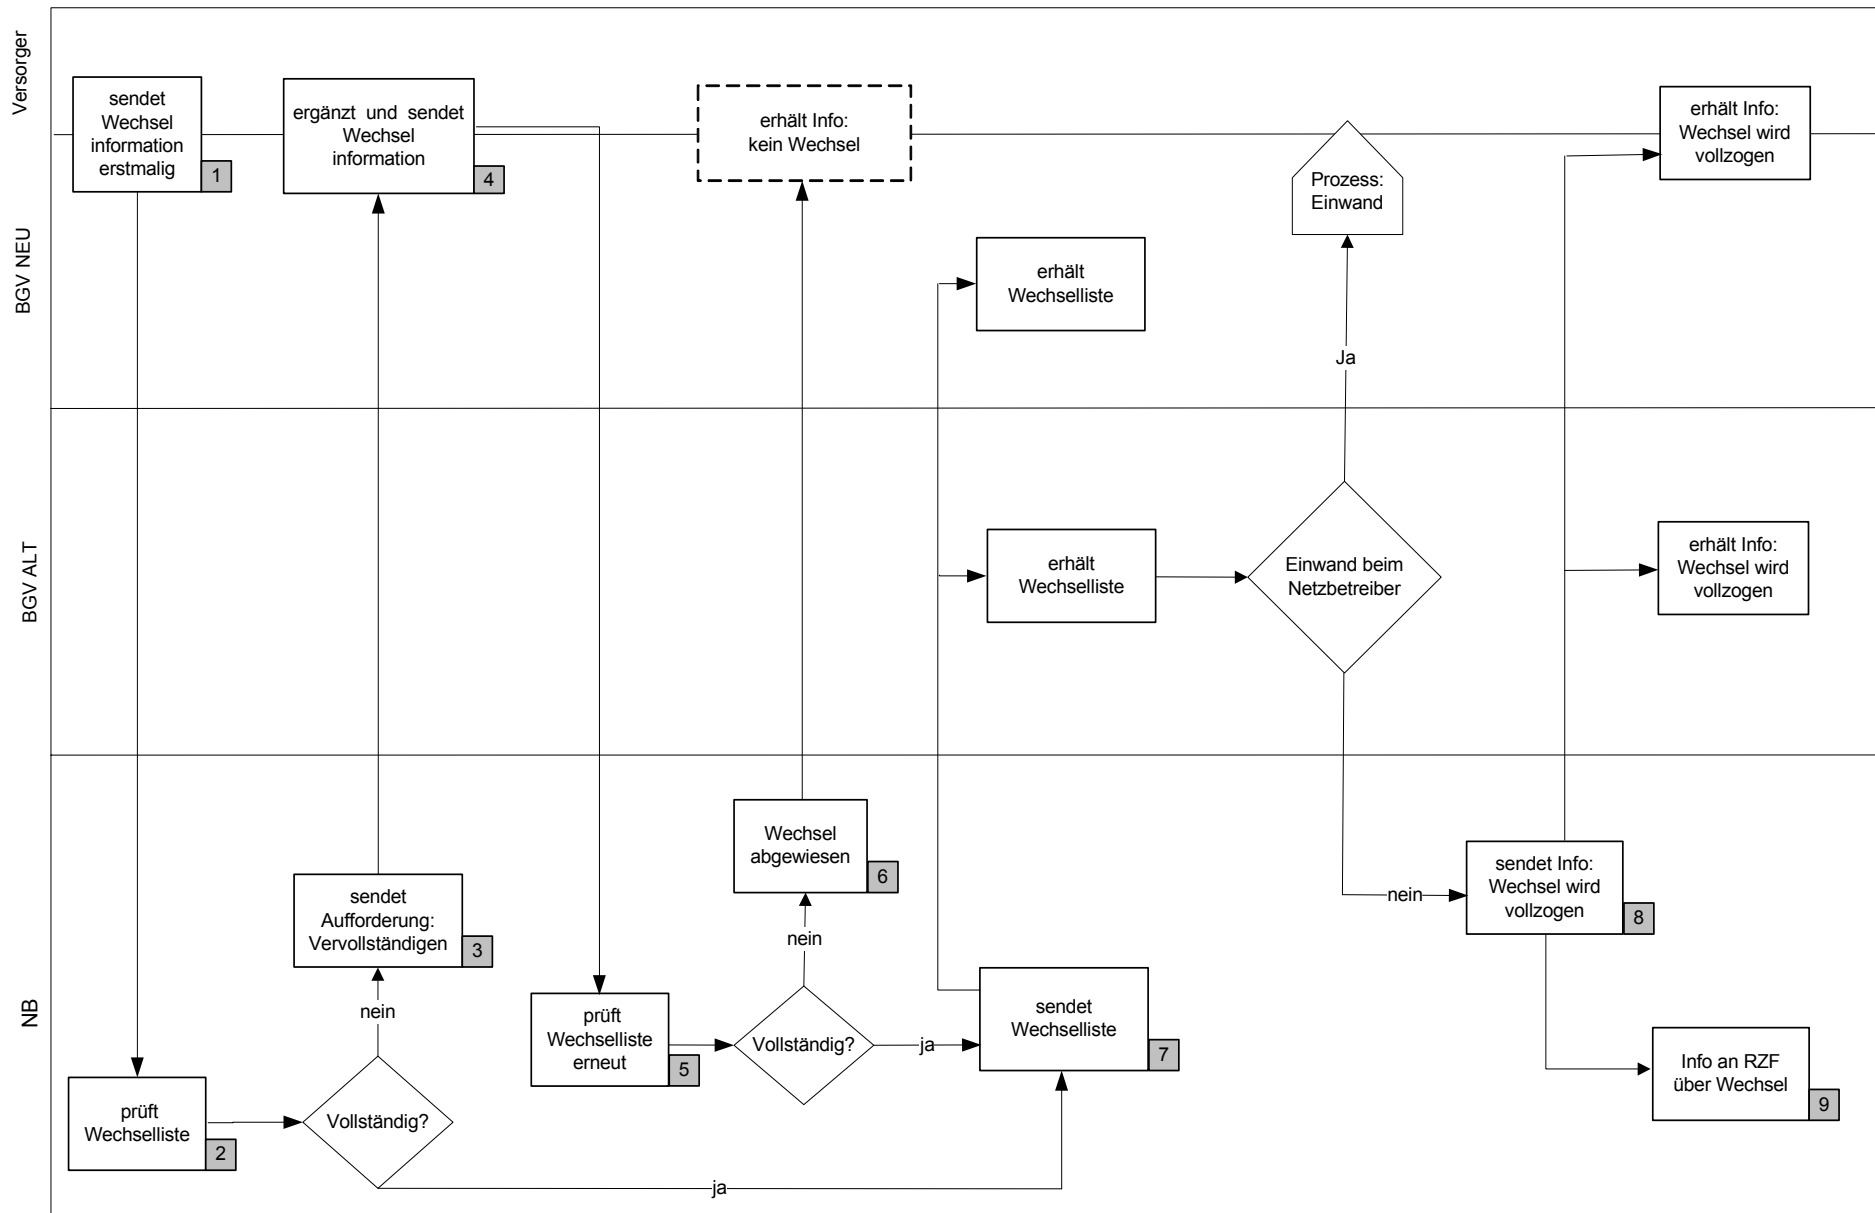 Versorger
sendet
Wechsel
information
erstmalig
1
ergänzt und sendet
Wechsel
information
4
erhält Info:
kein Wechsel
Prozess:
Einwand
erhält Info:
Wechsel wird
vollzogen
BGV NEU
erhält
Wechselliste
Ja
BGV ALT
erhält
Wechselliste
Einwand beim
Netzbetreiber
erhält Info:
Wechsel wird
vollzogen
NB
Wechsel
abgewiesen
6
nein
sendet Info:
Wechsel wird
vollzogen
8
sendet
Aufforderung:
Vervollständigen
3
nein
nein
prüft
Wechselliste
erneut
5
Vollständig?
ja
sendet
Wechselliste
7
Info an RZF
über Wechsel
9
prüft
Wechselliste
2
Vollständig?
ja